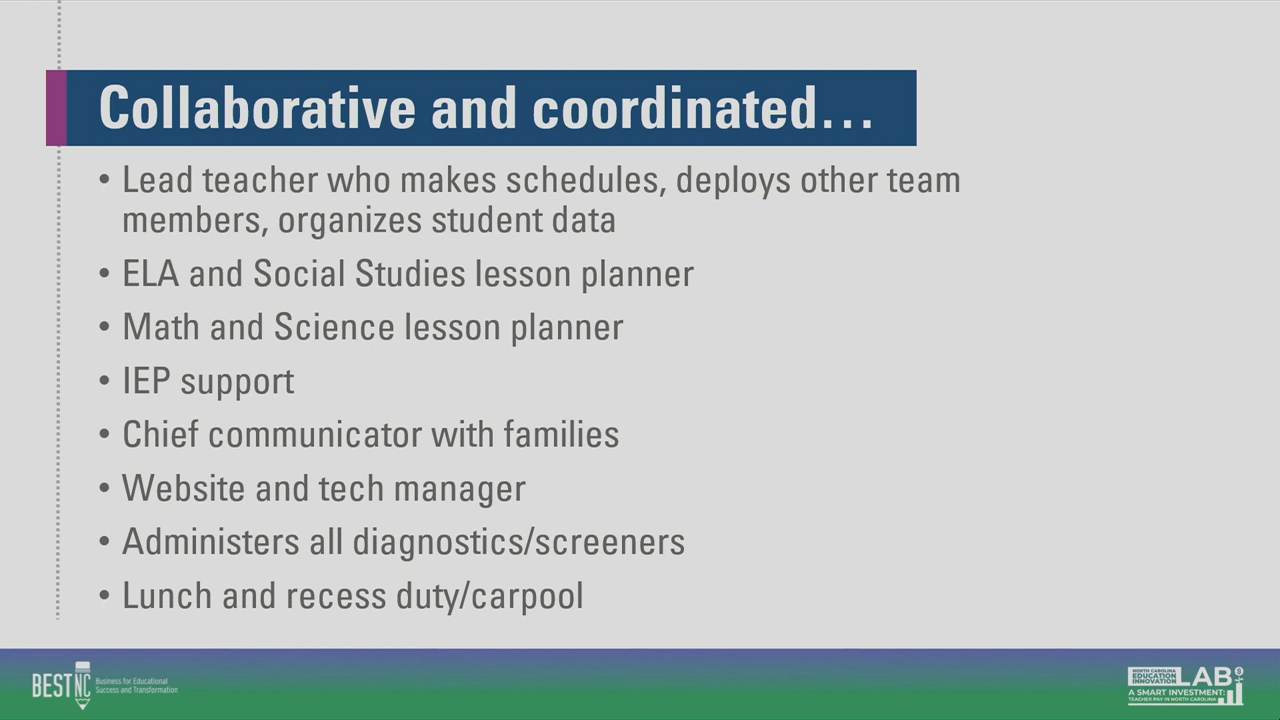 Collaborative and coordinated…
• Lead teacher who makes schedules, deploys other team
members, organizes student data
• ELA and Social Studies lesson planner
• Math and Science lesson planner
• IEP support
• Chief communicator with families
• Website and tech manager
• Administers all diagnostics/screeners
• Lunch and recess duty/carpool
BEST NC
Business for Educational
Success and Transformation
NORTH CAROLINA
EDUCATION
INNOVATION
LAB
A SMART INVESTMENT:
TEACHER PAY IN NORTH CAROLINA